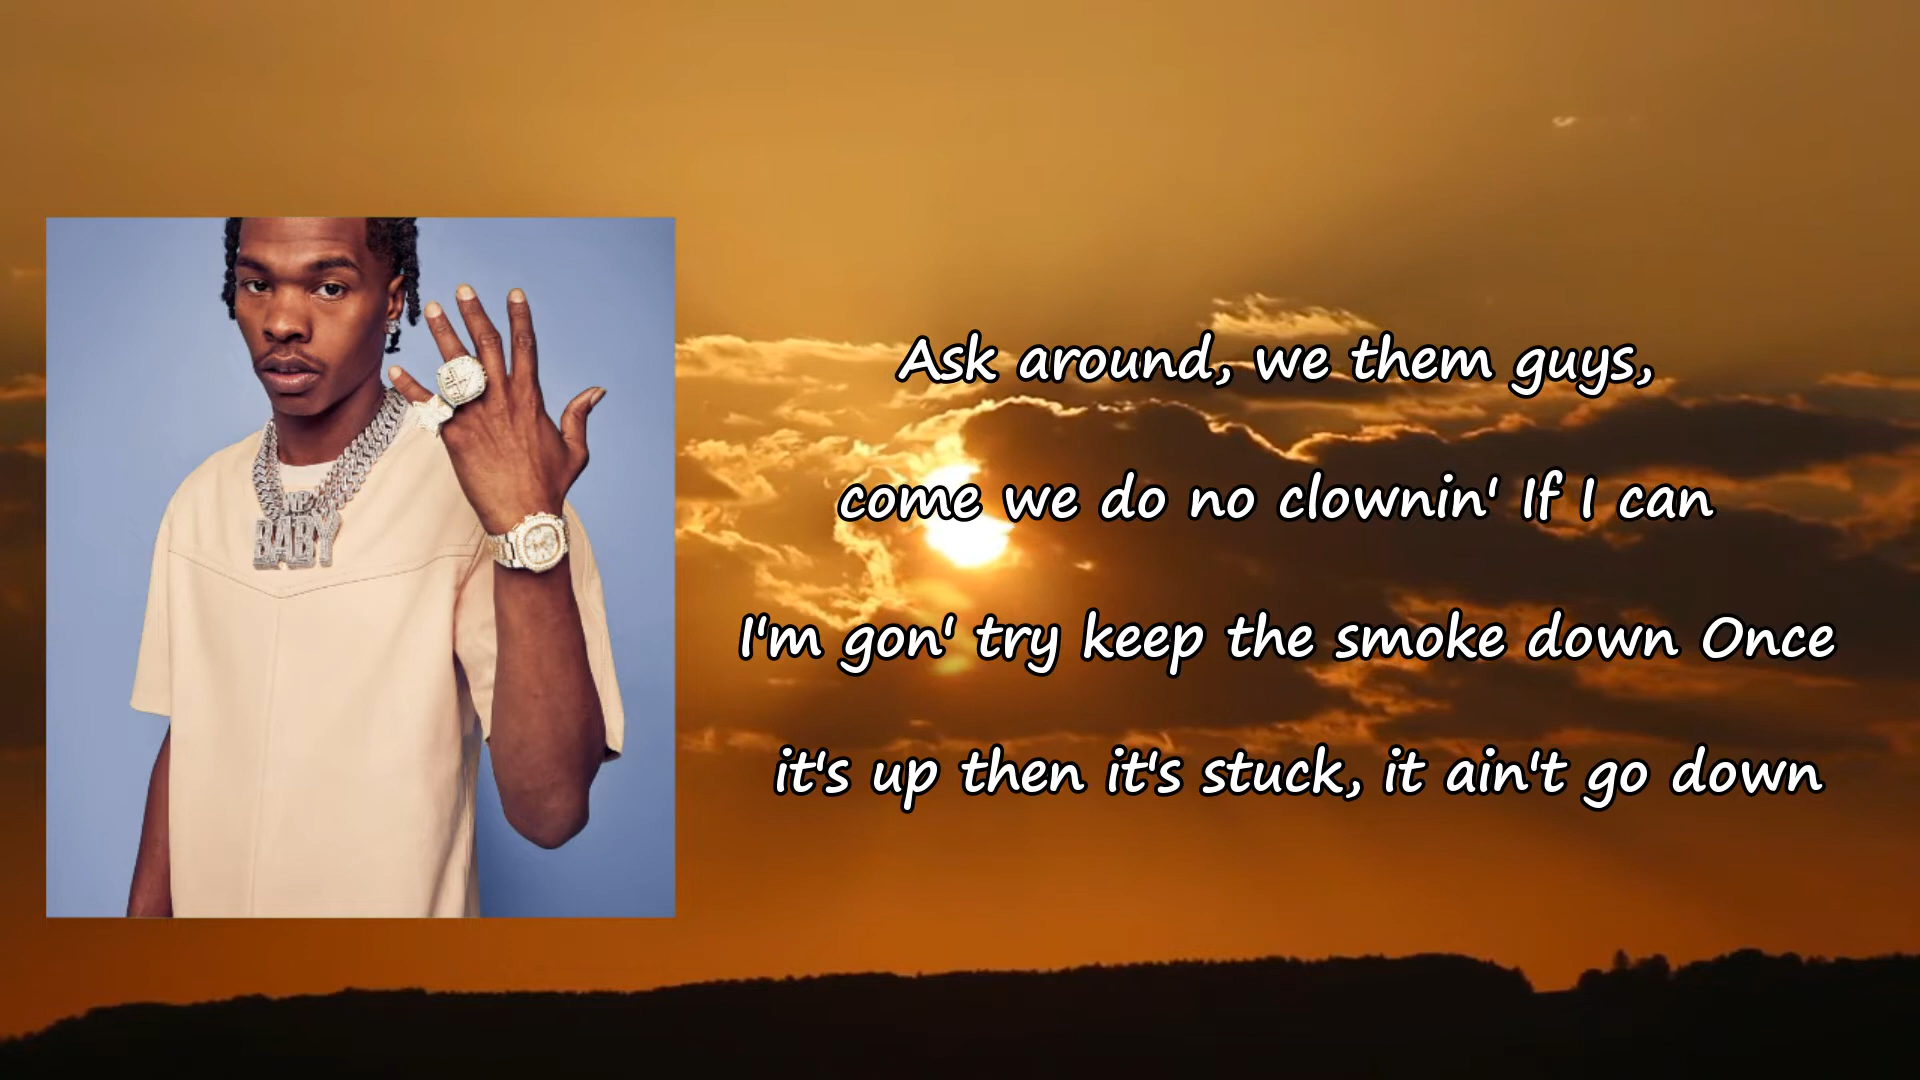 Ask around, we them guys,
come we do no clownin' If I can
I'm gon' try keep the smoke down Once
it's up then it's stuck, it ain't go down
BABY